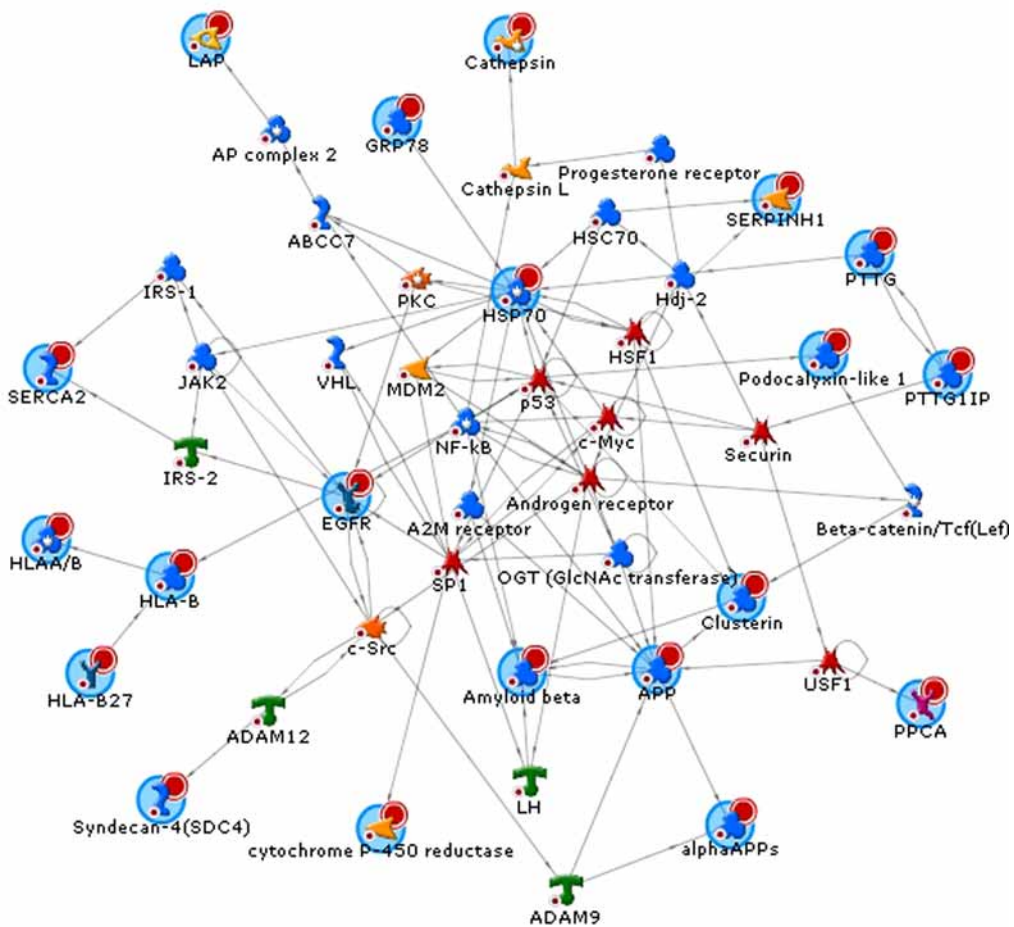 LAP
Cathepsin
AP complex 2
GRP78
Cathepsin L
Progesterone receptor
SERPINH1
ABCC7
HSC70
IRS-1
PKC
HSP70
Hdj-2
PTTG
HSF1
SERCA2
JAK2
VHL
MDM2
p53
Podocalyxin-like 1
PTTG1IP
IRS-2
NF-kB
c-Myc
Securin
EGFR
A2M receptor
Androgen receptor
Beta-catenin/Tcf(Lef)
HLAA/B
HLA-B
SP1
OGT (GlcNAc transferase)
Clusterin
c-Src
HLA-B27
Amyloid beta
APP
USF1
PPCA
ADAM12
LH
Syndecan-4(SDC4)
cytochrome P-450 reductase
alphaAPPs
ADAM9